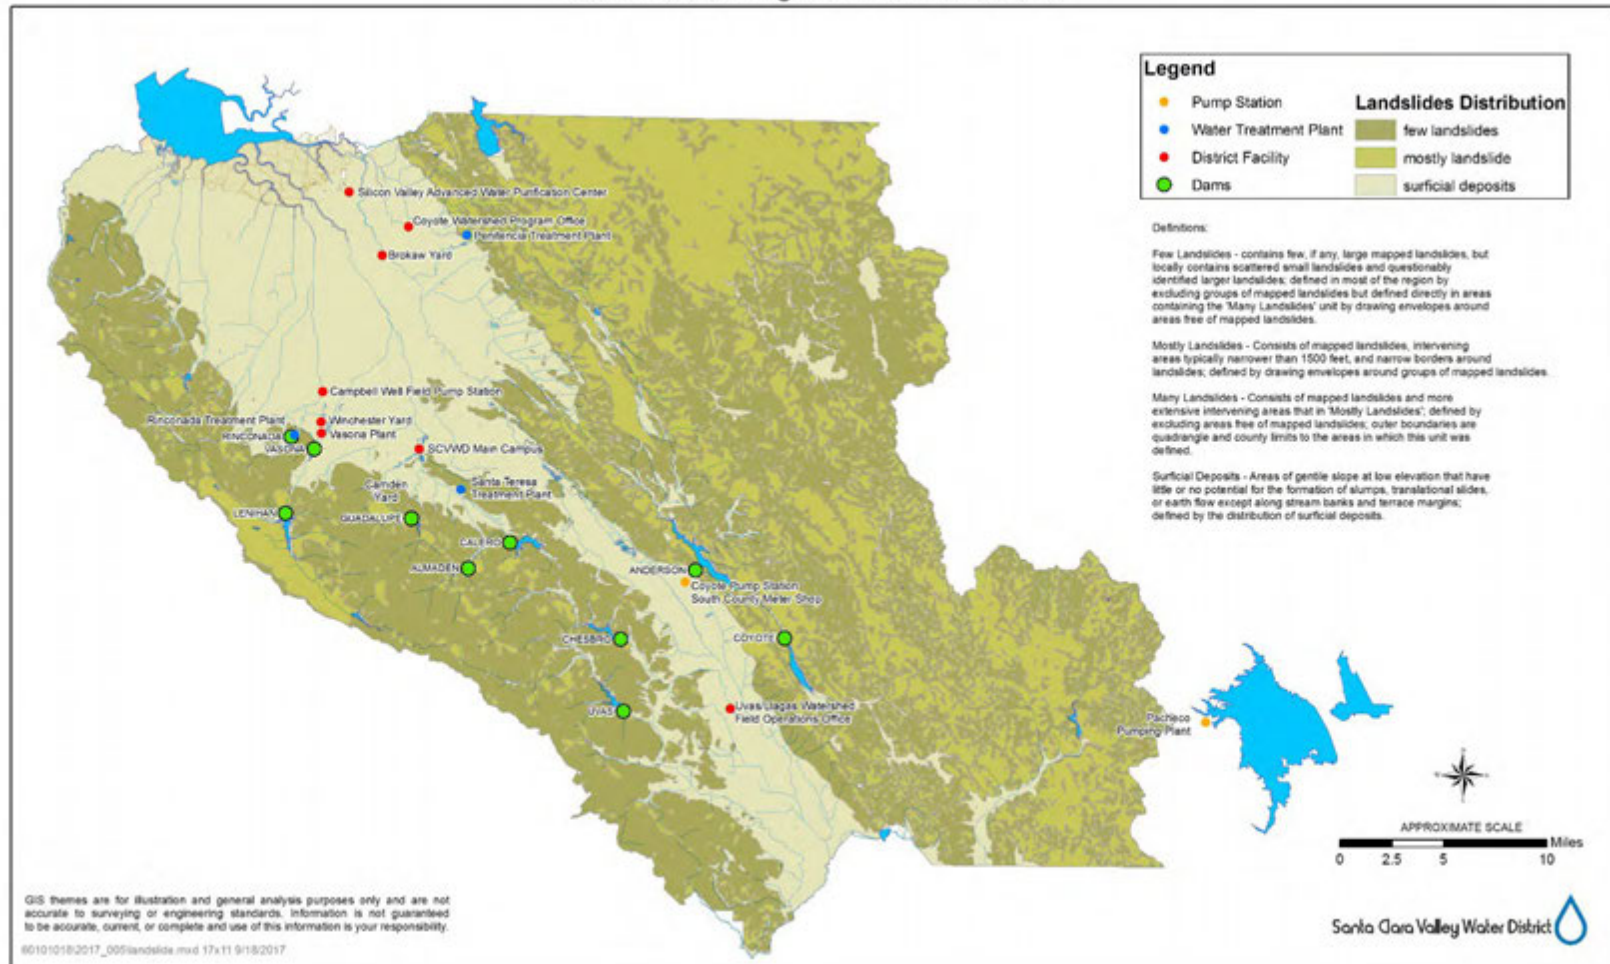 Legend
Pump Station
Water Treatment Plant
District Facility
Dams
Landslides Distribution
few landslides
mostly landslide
surficial deposits
Definitions:
Few Landslides - contains few, if any, large mapped landslides, but
locally contains scattered small landslides and questionably
identified larger landslides; defined in most of the region by
excluding groups of mapped landslides but defined directly in areas
containing the 'Many Landslides' unit by drawing envelopes around
areas free of mapped landslides.
Mostly Landslides - Consists of mapped landslides, intervening
areas typically narrower than 1500 feet, and narrow borders around
landslides; defined by drawing envelopes around groups of mapped landslides.
Many Landslides - Consists of mapped landslides and more
extensive intervening areas that in 'Mostly Landslides'; defined by
excluding areas free of mapped landslides; outer boundaries are
quadrangle and county limits to the areas in which this unit was
defined.
Surficial Deposits - Areas of gentle slope at low elevation that have
little or no potential for the formation of slumps, translational slides,
or earth flow except along stream banks and terrace margins;
defined by the distribution of surficial deposits.
Silicon Valley Advanced Water Purification Center
Coyote Watershed Program Office
Penitencia Treatment Plant
Brokaw Yard
Campbell Well Field Pump Station
Rinconada Treatment Plant
Winchester Yard
RINCONADA
Vasona Plant
VASONA
SCVWD Main Campus
Camden
Yard
Santa Teresa
Treatment Plant
LENIHAN
GUADALUPE
CALERO
ALMADEN
ANDERSON
Coyote Pump Station
South County Meter Shop
CHESBRO
COYOTE
UVAS
Uvas/Llagas Watershed
Field Operations Office
Pacheco
Pumping Plant
APPROXIMATE SCALE
Miles
0 2.5 5 10
GIS themes are for illustration and general analysis purposes only and are not
accurate to surveying or engineering standards. Information is not guaranteed
to be accurate, current, or complete and use of this information is your responsibility.
60101018\2017_005\landslide.mxd 17x11 9/18/2017
Santa Clara Valley Water District